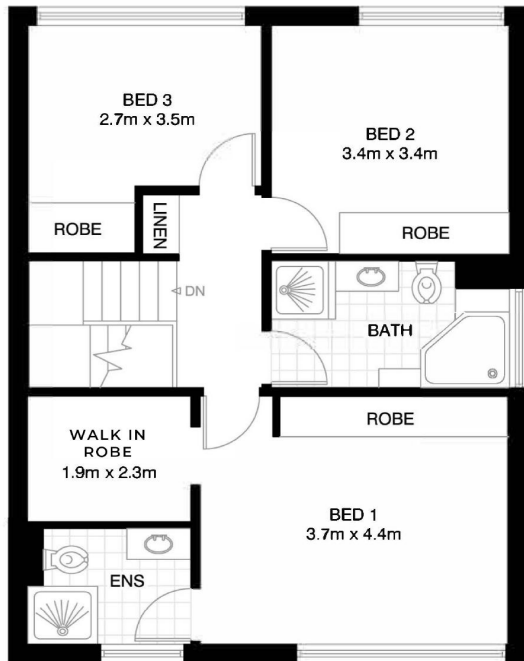 BED 3
2.7m x 3.5m
BED 2
3.4m x 3.4m
ROBE
LINEN
ROBE
DN
BATH
WALK IN
ROBE
1.9m x 2.3m
ROBE
BED 1
3.7m x 4.4m
ENS